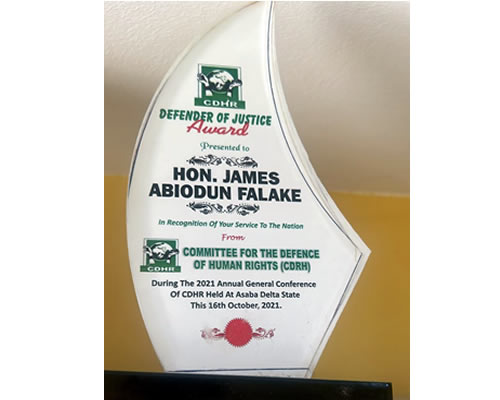 CDHR
DEFENDER OF JUSTICE
Award
Presented to
HON. JAMES
ABIODUN FALAKE
In Recognition Of Your Service To The Nation
From
CDHR
COMMITTEE FOR THE DEFENCE
OF HUMAN RIGHTS (CDRH)
During The 2021 Annual General Conference
Of CDHR Held At Asaba Delta State
This 16th October, 2021.